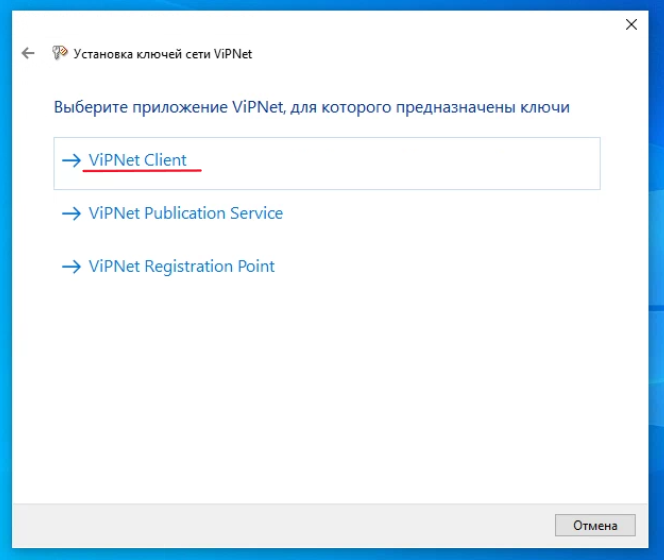 Установка ключей сети ViPNet
Выберите приложение ViPNet, для которого предназначены ключи
ViPNet Client
ViPNet Publication Service
ViPNet Registration Point
Отмена